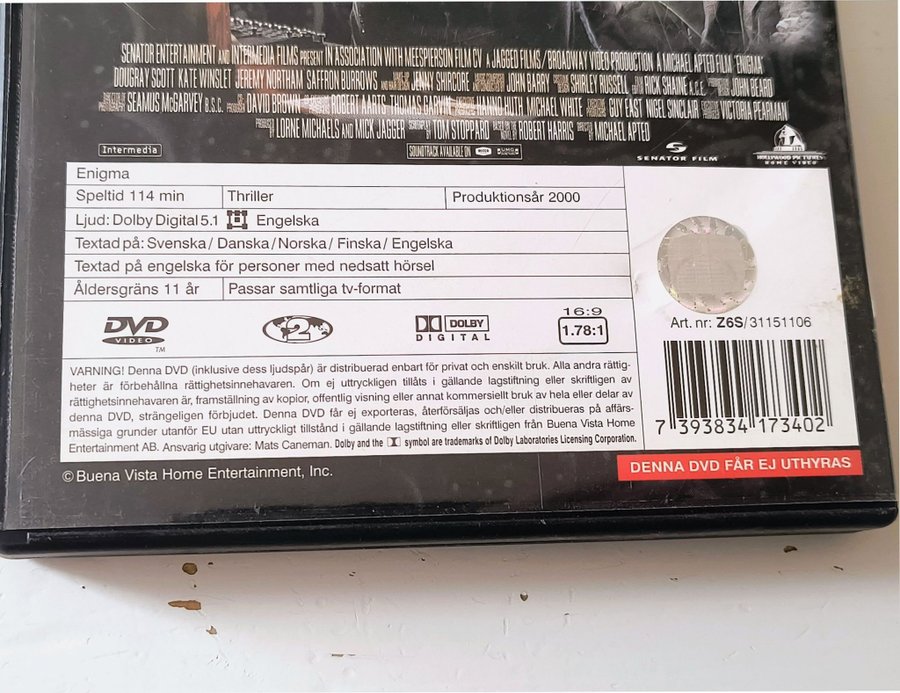 SENATOR ENTERTAINMENT AND INTERMEDIA FILMS PRESENT IN ASSOCIATION WITH MEESPIERSON FILM CV A JAGGED FILMS / BROADWAY VIDEO PRODUCTION A MICHAEL APTED FILM "ENIGMA"
DOUGRAY SCOTT KATE WINSLET JEREMY NORTHAM SAFFRON BURROWS JENNY SHIRCORE JOHN BARRY SHIRLEY RUSSELL RICK SHAINE A.C.E. JOHN BEARD
SEAMUS McGARVEY B.S.C. DAVID BROWN ROBERT AARTS THOMAS GARVIN HANNO HUTH MICHAEL WHITE GUY EAST NIGEL SINCLAIR VICTORIA PEARMAN
LORNE MICHAELS AND MICK JAGGER TOM STOPPARD ROBERT HARRIS MICHAEL APTED
Intermedia
SOUNDTRACK AVAILABLE ON
SENATOR FILM
HOLLYWOOD PICTURES
HOME VIDEO
Enigma
Speltid 114 min Thriller Produktionsår 2000
Ljud: Dolby Digital 5.1 Engelska
Textad på: Svenska / Danska / Norska / Finska / Engelska
Textad på engelska för personer med nedsatt hörsel
Åldersgräns 11 år Passar samtliga tv-format
DVD VIDEO TM
2
DOLBY DIGITAL
16:9
1.78:1
Art. nr: Z6S/31151106
VARNING! Denna DVD (inklusive dess ljudspår) är distribuerad enbart för privat och enskilt bruk. Alla andra rättig-
heter är förbehållna rättighetsinnehavaren. Om ej uttryckligen tillåts i gällande lagstiftning eller skriftligen av
rättighetsinnehavaren är, framställning av kopior, offentlig visning eller annat kommersiellt bruk av hela eller delar av
denna DVD, strängeligen förbjudet. Denna DVD får ej exporteras, återförsäljas och/eller distribueras på affärs-
mässiga grunder utanför EU utan uttryckligt tillstånd i gällande lagstiftning eller skriftligen från Buena Vista Home
Entertainment AB. Ansvarig utgivare: Mats Caneman. Dolby and the symbol are trademarks of Dolby Laboratories Licensing Corporation.
7 393834 173402
© Buena Vista Home Entertainment, Inc.
DENNA DVD FÅR EJ UTHYRAS